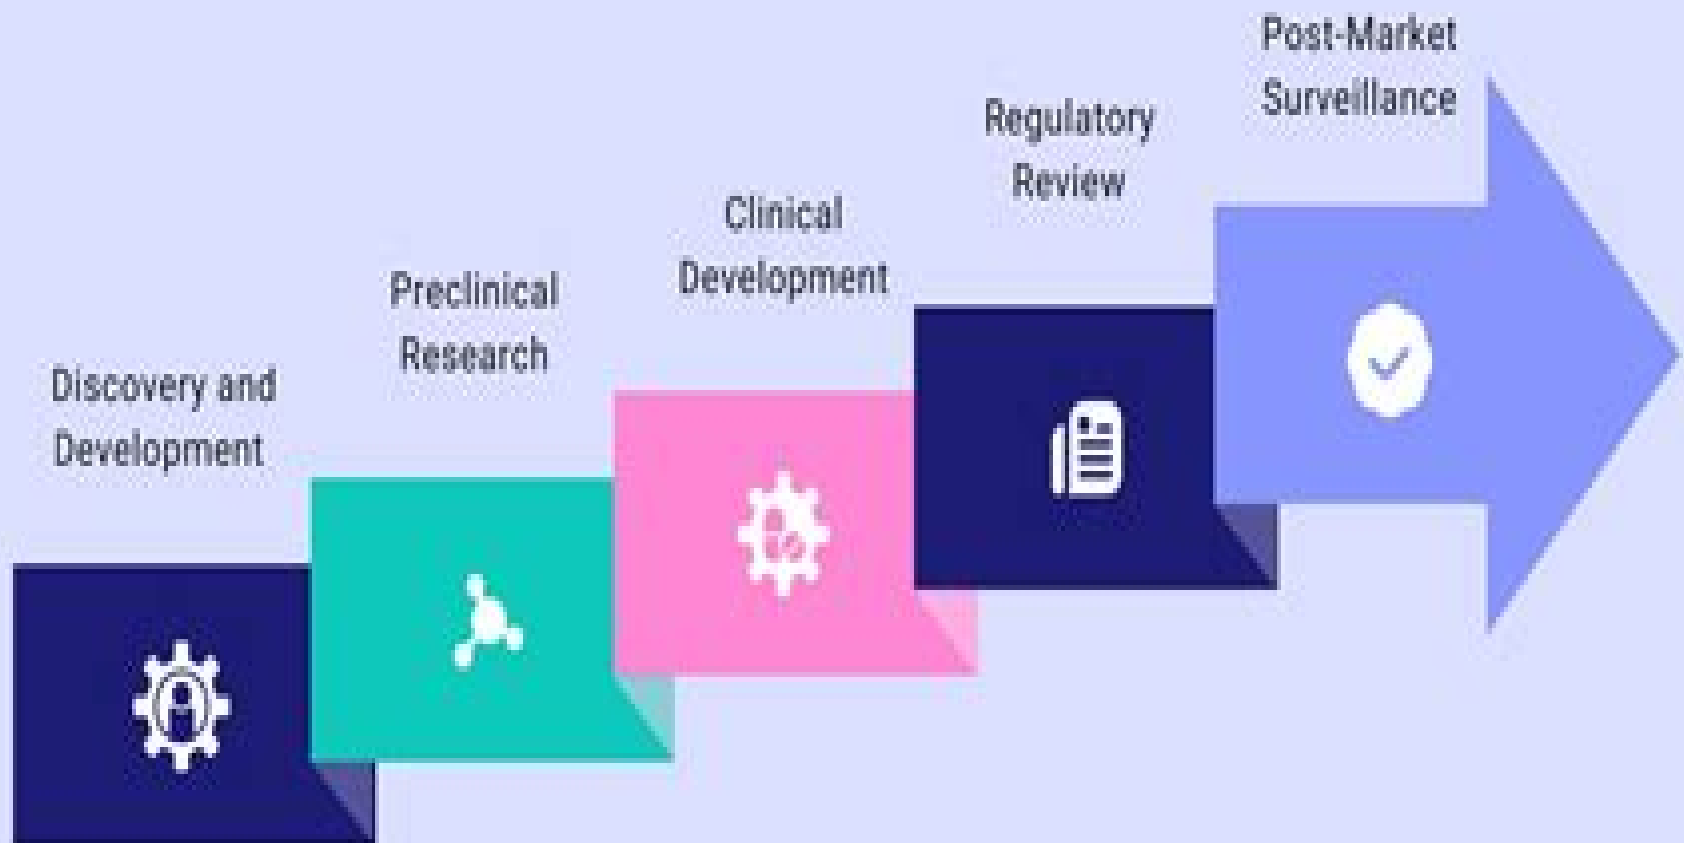 Discovery and
Development
Preclinical
Research
Clinical
Development
Regulatory
Review
Post-Market
Surveillance